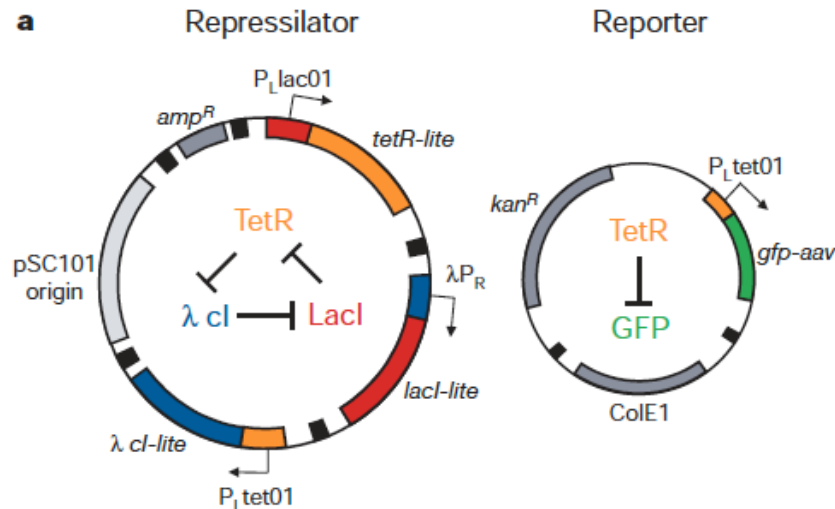 a
Repressilator
Reporter
PLlac01
ampR
tetR-lite
TetR
pSC101
origin
λ cI
LacI
λPR
lacI-lite
λ cI-lite
PLtet01
PLtet01
kanR
TetR
gfp-aav
GFP
ColE1